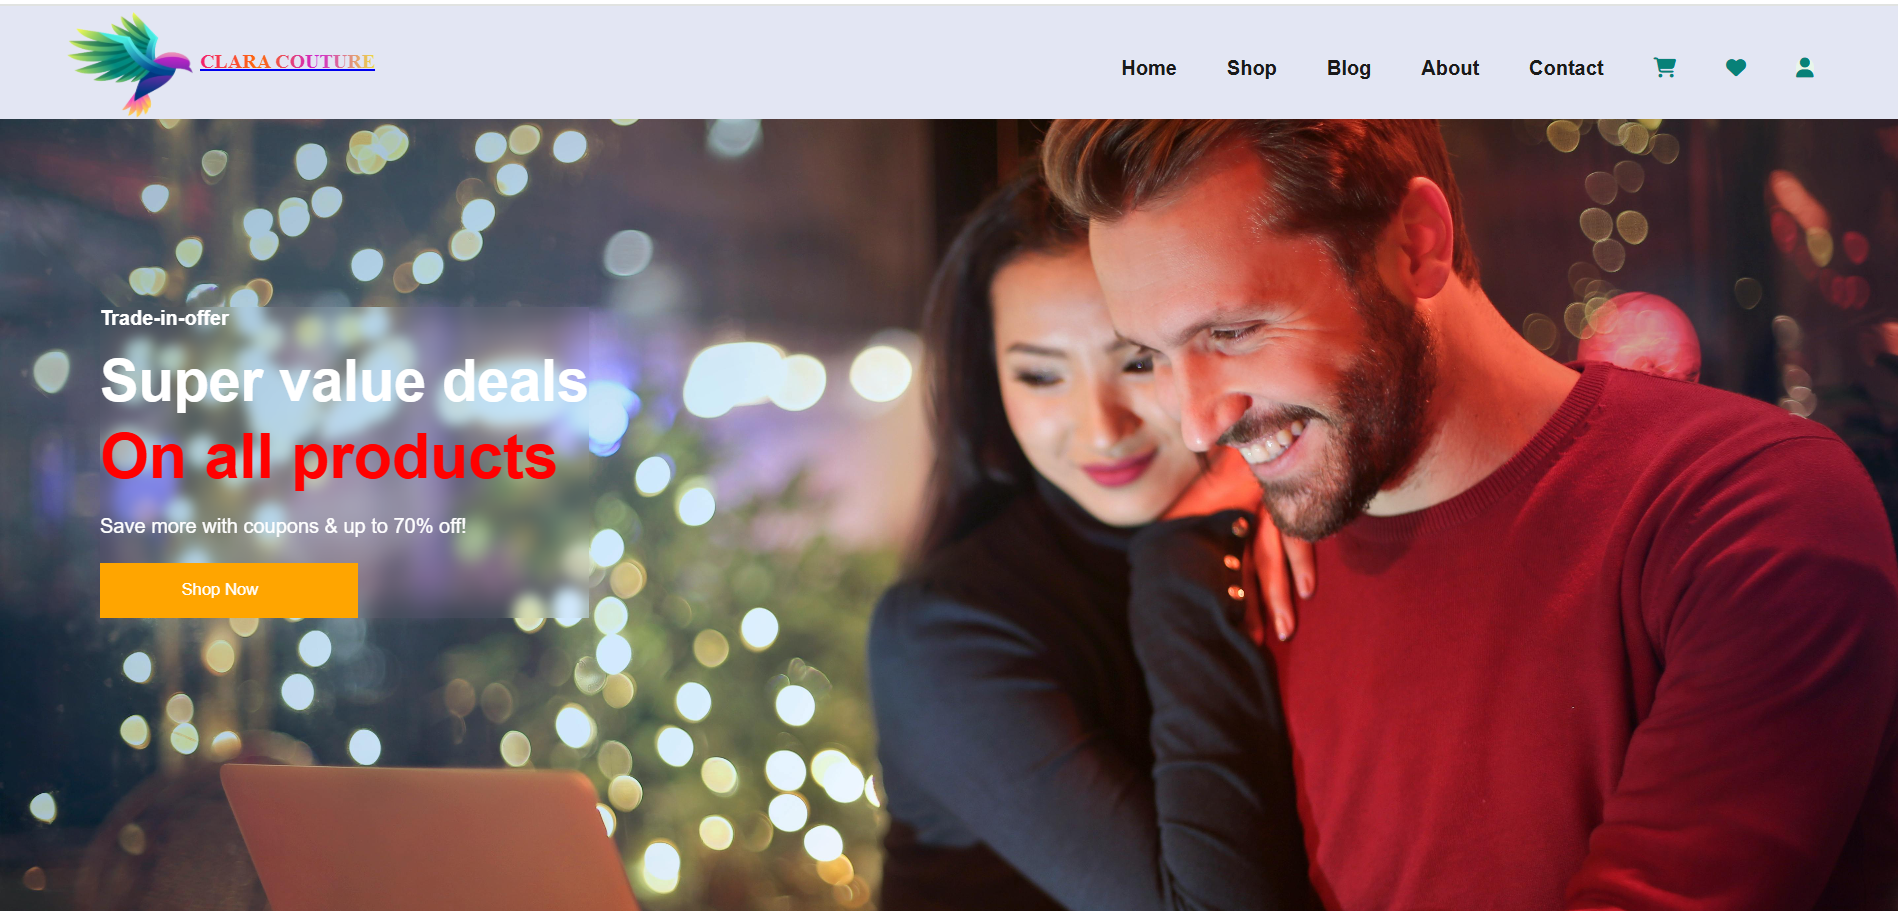 CLARA COUTURE
Home Shop Blog About Contact
Trade-in-offer
Super value deals
On all products
Save more with coupons & up to 70% off!
Shop Now